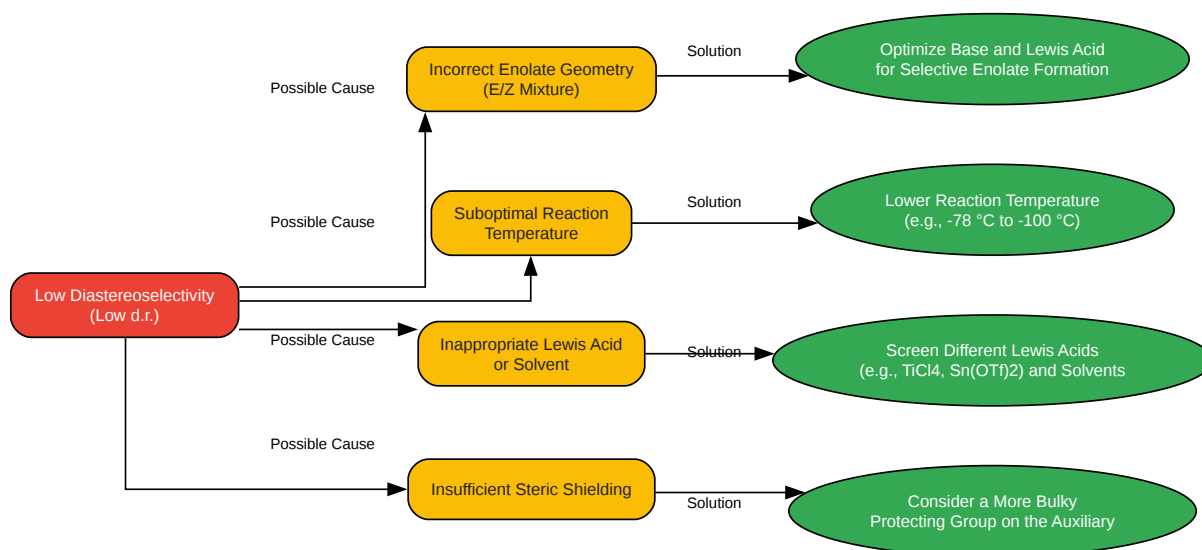 Low Diastereoselectivity
(Low d.r.)
Possible Cause
Incorrect Enolate Geometry
(E/Z Mixture)
Solution
Optimize Base and Lewis Acid
for Selective Enolate Formation
Possible Cause
Suboptimal Reaction
Temperature
Solution
Lower Reaction Temperature
(e.g., -78 °C to -100 °C)
Possible Cause
Inappropriate Lewis Acid
or Solvent
Solution
Screen Different Lewis Acids
(e.g., TiCl4, Sn(OTf)2) and Solvents
Possible Cause
Insufficient Steric Shielding
Solution
Consider a More Bulky
Protecting Group on the Auxiliary